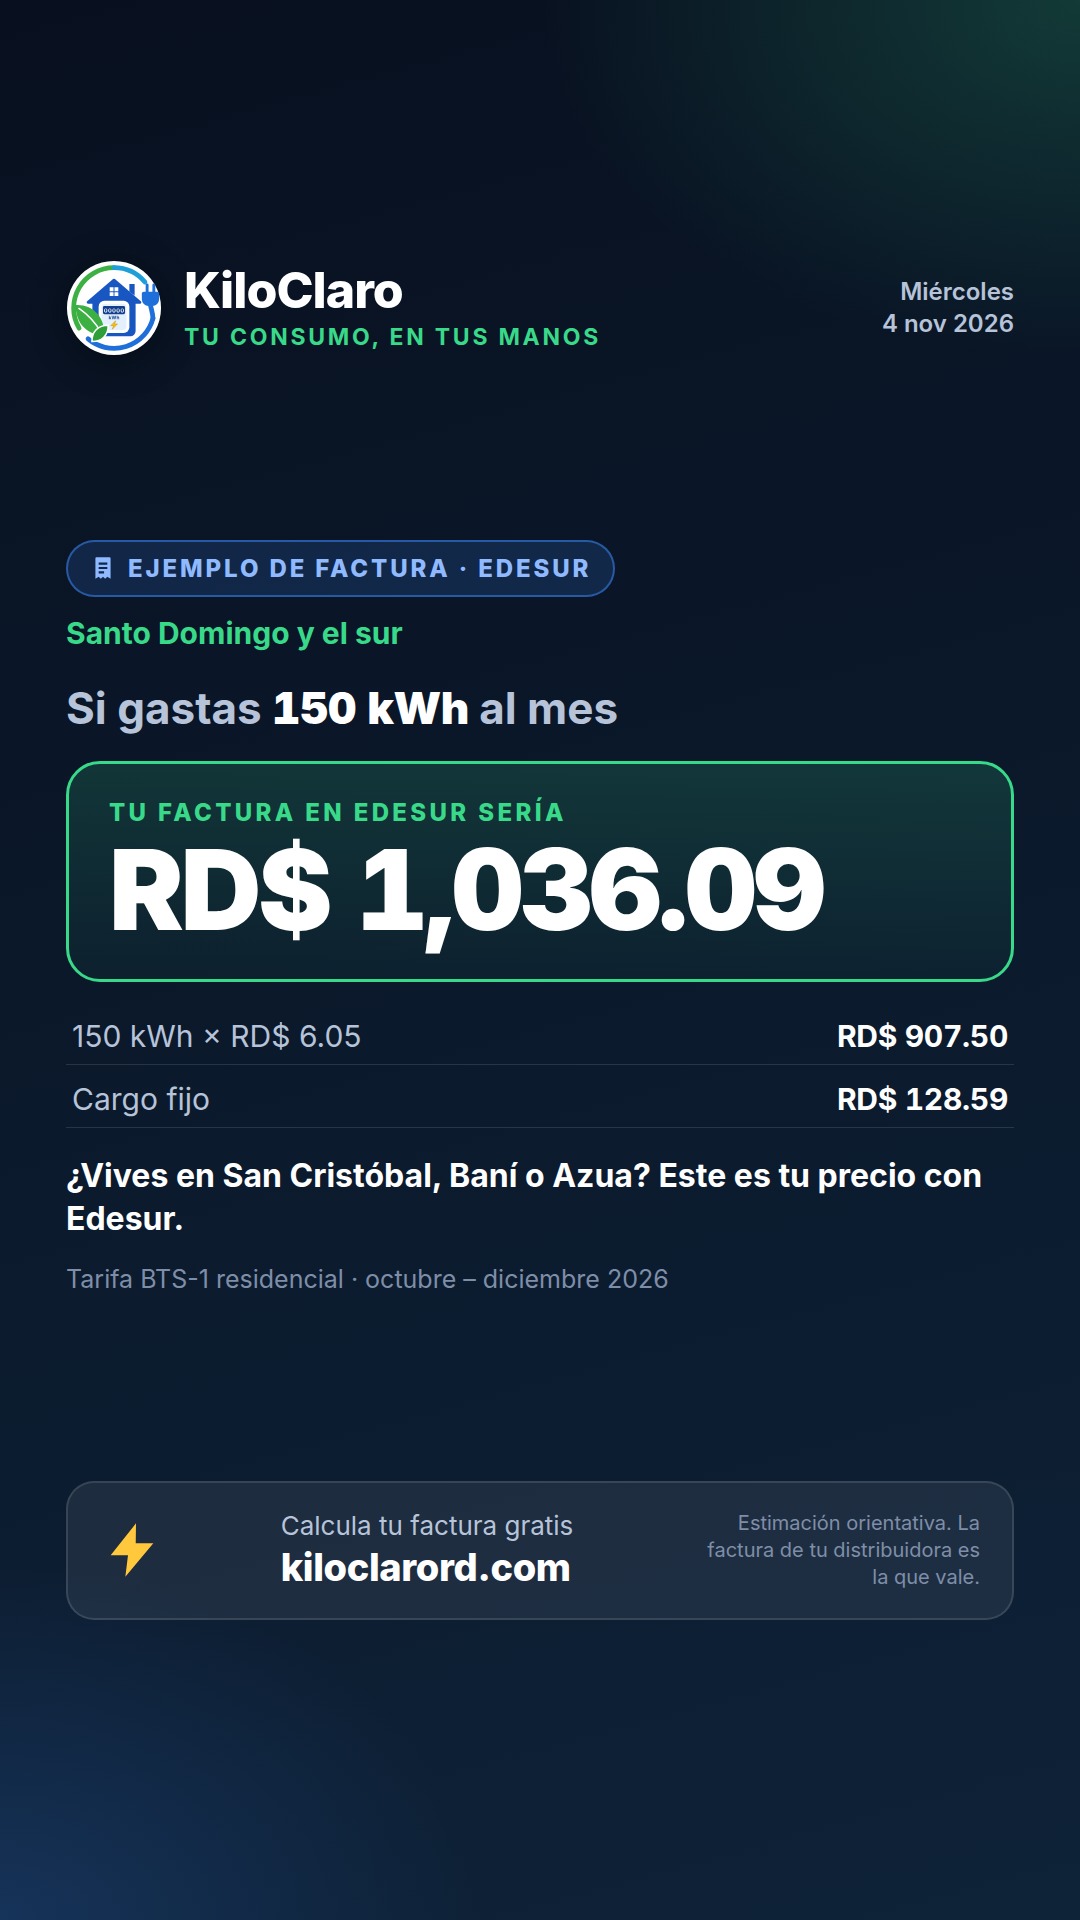 KiloClaro
TU CONSUMO, EN TUS MANOS
Miércoles
4 nov 2026
EJEMPLO DE FACTURA · EDESUR
Santo Domingo y el sur
Si gastas 150 kWh al mes
TU FACTURA EN EDESUR SERÍA
RD$ 1,036.09
150 kWh × RD$ 6.05 RD$ 907.50
Cargo fijo RD$ 128.59
¿Vives en San Cristóbal, Baní o Azua? Este es tu precio con
Edesur.
Tarifa BTS-1 residencial · octubre – diciembre 2026
Calcula tu factura gratis
kiloclarord.com
Estimación orientativa. La
factura de tu distribuidora es
la que vale.